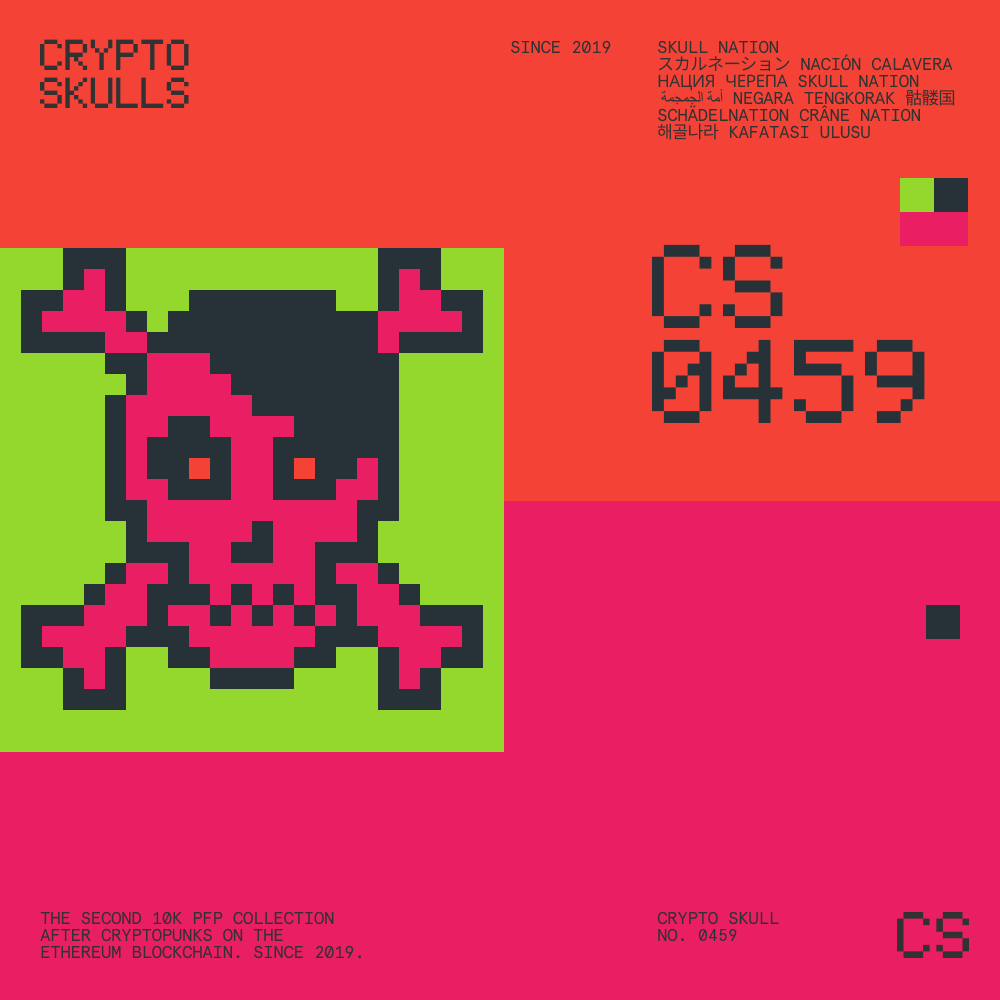 CRYPTO
SKULLS
SINCE 2019
SKULL NATION
スカルネーション NACIÓN CALAVERA
НАЦИЯ ЧЕРЕПА SKULL NATION
أمة الجمجمة NEGARA TENGKORAK 骷髅国
SCHÄDELNATION CRÂNE NATION
해골나라 KAFATASI ULUSU
CS
0459
THE SECOND 10K PFP COLLECTION
AFTER CRYPTOPUNKS ON THE
ETHEREUM BLOCKCHAIN. SINCE 2019.
CRYPTO SKULL
NO. 0459
CS